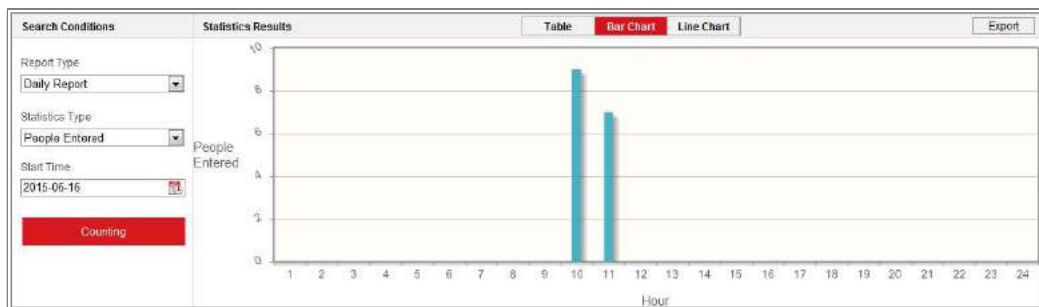 Search Conditions
Statistics Results
Table
Bar Chart
Line Chart
Export
Report Type
Daily Report
Statistics Type
People Entered
Start Time
2015-06-16
Counting
People
Entered
10
8
6
4
2
0
1 2 3 4 5 6 7 8 9 10 11 12 13 14 15 16 17 18 19 20 21 22 23 24
Hour